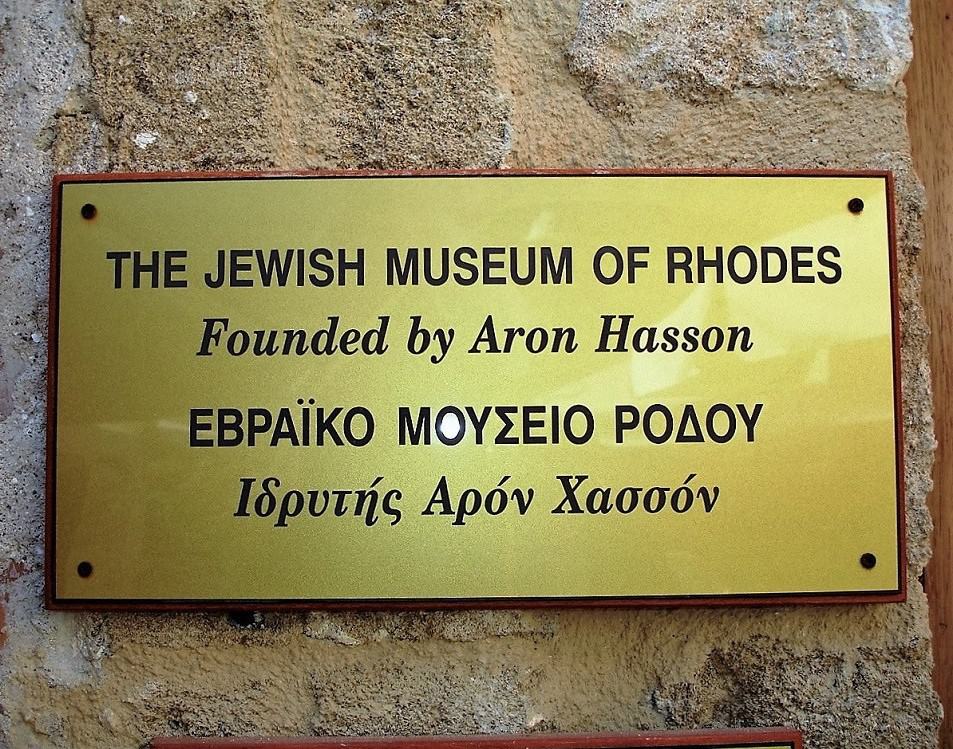 THE JEWISH MUSEUM OF RHODES
Founded by Aron Hasson
ΕΒΡΑΪΚΟ ΜΟΥΣΕΙΟ ΡΟΔΟΥ
Ιδρυτής Αρόν Χασσόν